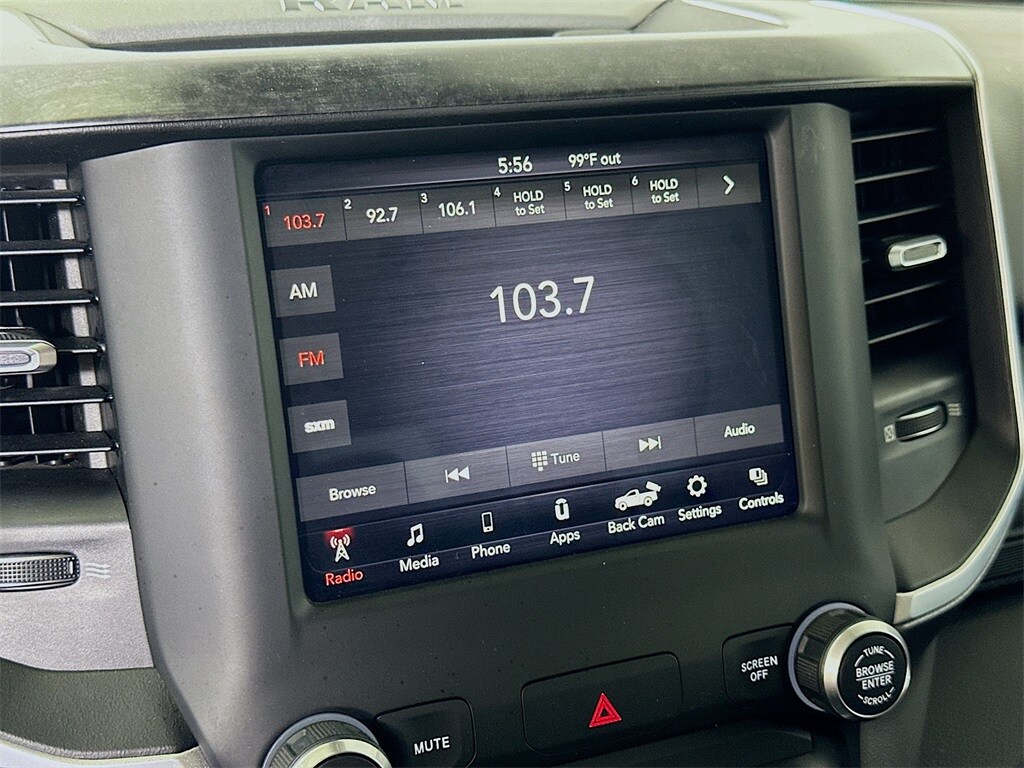 RAM
5:56 99°F out
1 103.7 2 92.7 3 106.1 4 HOLD to Set 5 HOLD to Set 6 HOLD to Set
AM
103.7
FM
sxm
Browse Tune Audio
Radio Media Phone Apps Back Cam Settings Controls
SCREEN
OFF
TUNE
BROWSE
ENTER
SCROLL
MUTE